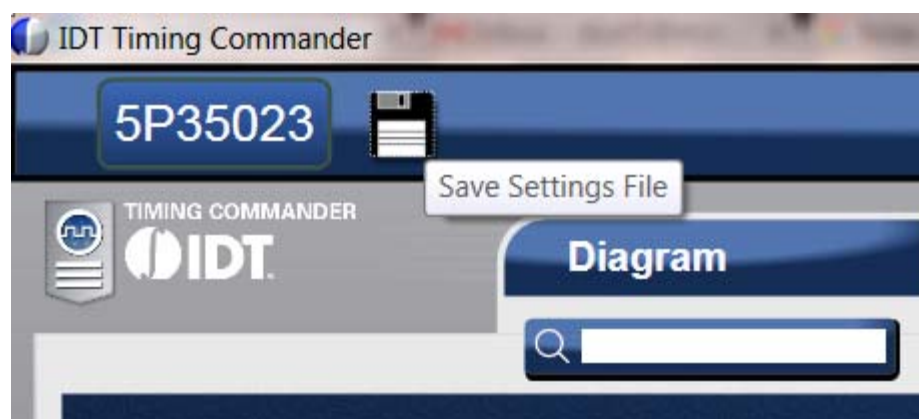 IDT Timing Commander
5P35023
Save Settings File
TIMING COMMANDER
IDT
Diagram